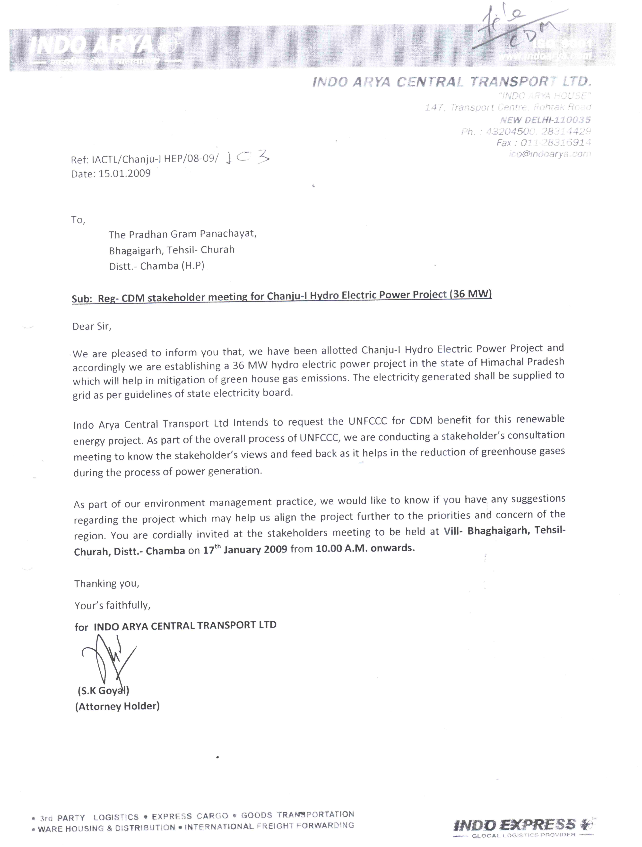 file
CDM
INDO ARYA
INDO ARYA CENTRAL TRANSPORT LTD.
"INDO ARYA HOUSE"
147, Transport Centre, Rohtak Road
NEW DELHI-110035
Ph. : 43204500, 28314429
Fax : 011-28316914
ino@indoarya.com
Ref: IACTL/Chanju-I HEP/08-09/
Date: 15.01.2009
To,
The Pradhan Gram Panachayat,
Bhagaigarh, Tehsil- Churah
Distt.- Chamba (H.P)
Sub: Reg- CDM stakeholder meeting for Chanju-I Hydro Electric Power Project (36 MW)
Dear Sir,
We are pleased to inform you that, we have been allotted Chanju-I Hydro Electric Power Project and
accordingly we are establishing a 36 MW hydro electric power project in the state of Himachal Pradesh
which will help in mitigation of green house gas emissions. The electricity generated shall be supplied to
grid as per guidelines of state electricity board.
Indo Arya Central Transport Ltd Intends to request the UNFCCC for CDM benefit for this renewable
energy project. As part of the overall process of UNFCCC, we are conducting a stakeholder's consultation
meeting to know the stakeholder's views and feed back as it helps in the reduction of greenhouse gases
during the process of power generation.
As part of our environment management practice, we would like to know if you have any suggestions
regarding the project which may help us align the project further to the priorities and concern of the
region. You are cordially invited at the stakeholders meeting to be held at Vill- Bhaghaigarh, Tehsil-
Churah, Distt.- Chamba on 17th January 2009 from 10.00 A.M. onwards.
Thanking you,
Your's faithfully,
for INDO ARYA CENTRAL TRANSPORT LTD
(S.K Goyal)
(Attorney Holder)
• 3rd PARTY LOGISTICS • EXPRESS CARGO • GOODS TRANSPORTATION
• WARE HOUSING & DISTRIBUTION • INTERNATIONAL FREIGHT FORWARDING
INDO EXPRESS
GLOCAL LOGISTICS PROVIDER